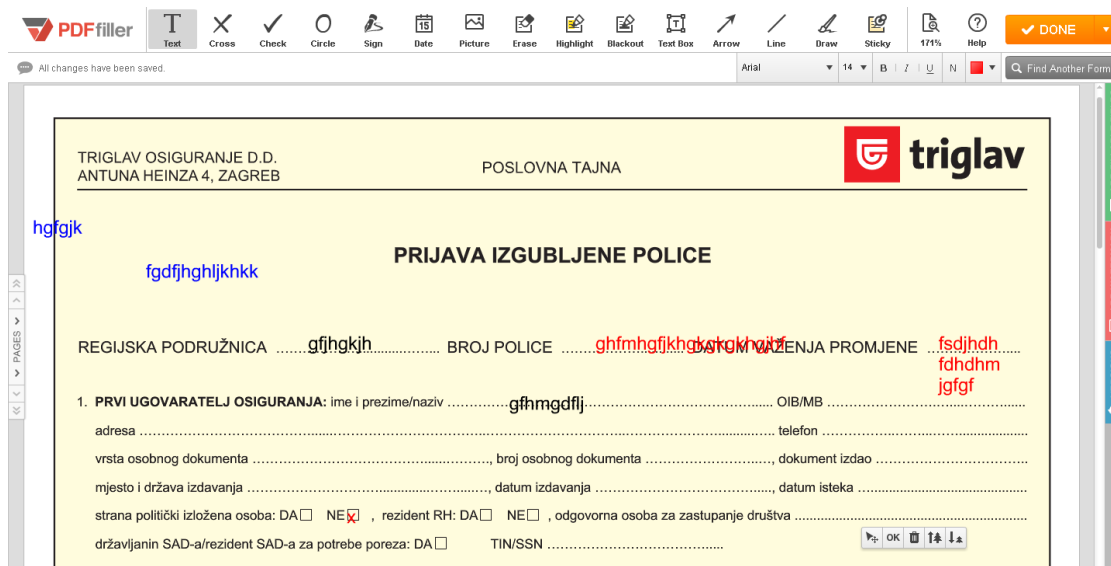 PDFfiller
Text Cross Check Circle Sign Date Picture Erase Highlight Blackout Text Box Arrow Line Draw Sticky 171% Help
DONE
All changes have been saved.
Arial 14 B I U N Find Another Form
TRIGLAV OSIGURANJE D.D.
ANTUNA HEINZA 4, ZAGREB
POSLOVNA TAJNA
triglav
hgfgjk
PRIJAVA IZGUBLJENE POLICE
fgdfjhghljkhkk
PAGES
REGIJSKA PODRUŽNICA gfjhgkjh BROJ POLICE DATUM VAŽENJA PROMJENE fsdjhdh
fdhdhm
jgfgf
1. PRVI UGOVARATELJ OSIGURANJA: ime i prezime/naziv gfhmgdflj OIB/MB
adresa telefon
vrsta osobnog dokumenta , broj osobnog dokumenta , dokument izdao
mjesto i država izdavanja , datum izdavanja , datum isteka
strana politički izložena osoba: DA NE x , rezident RH: DA NE , odgovorna osoba za zastupanje društva
državljanin SAD-a/rezident SAD-a za potrebe poreza: DA TIN/SSN
OK